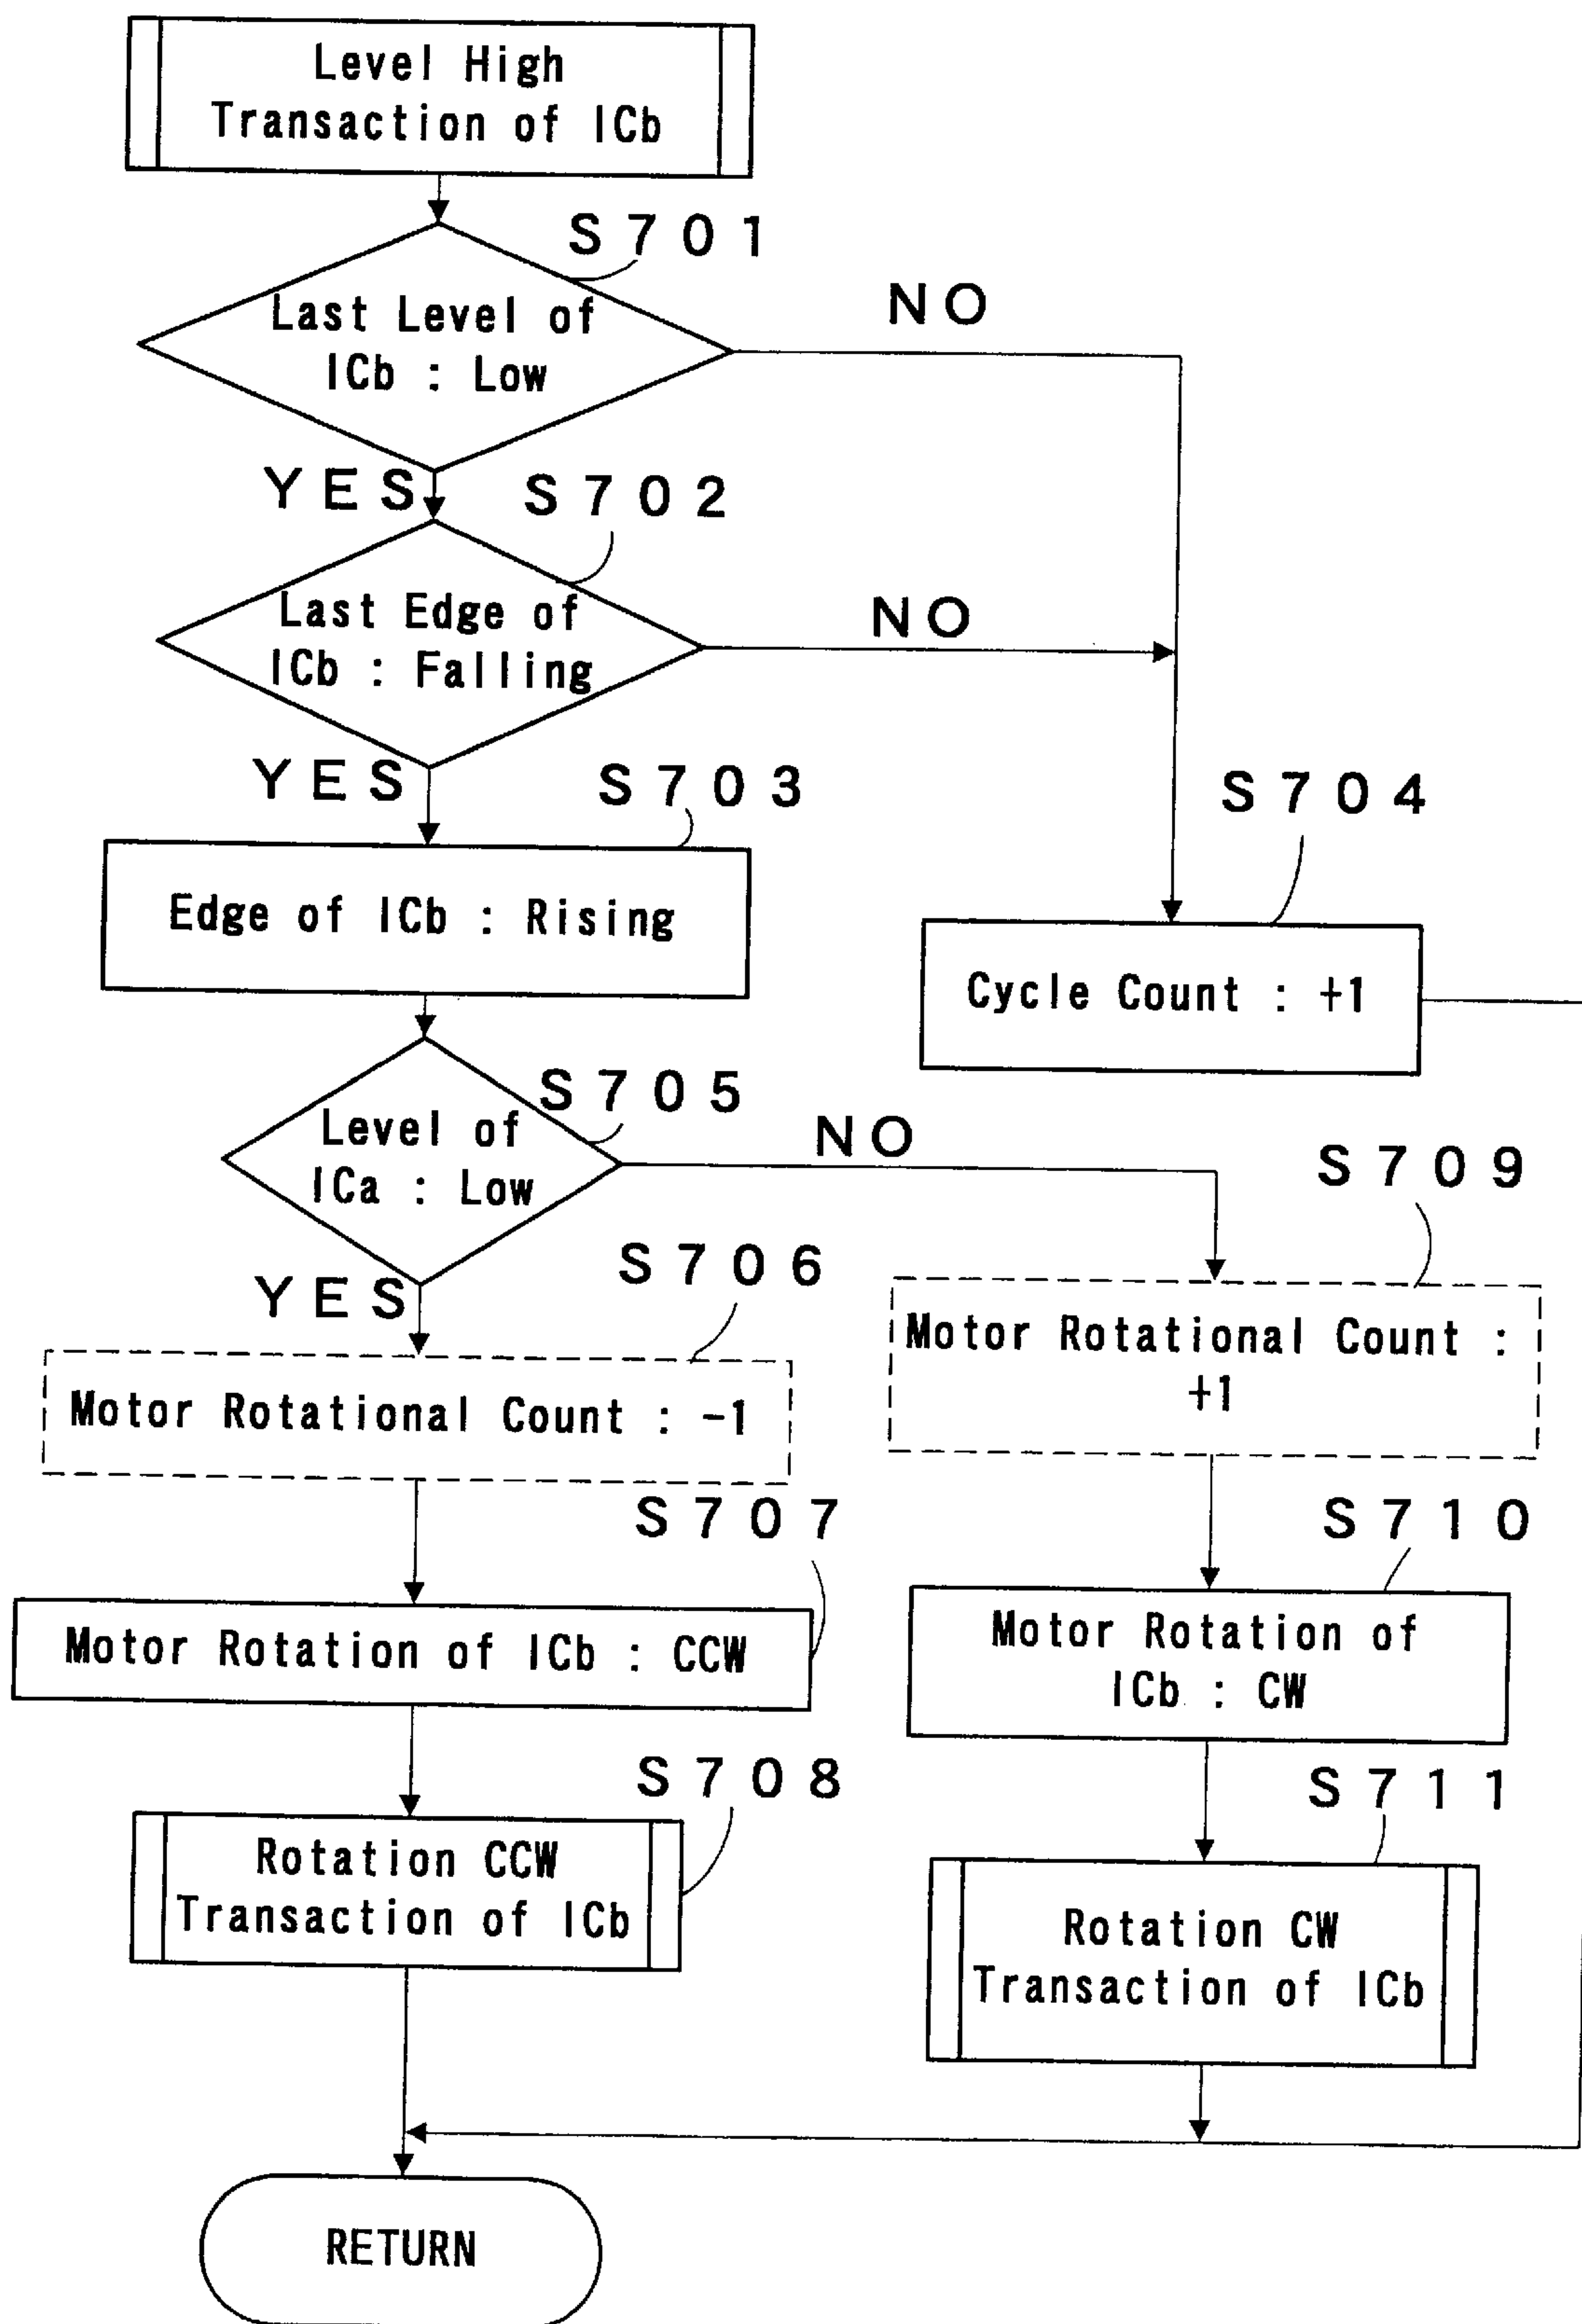 Level High
Transaction of ICb
S701
Last Level of
ICb : Low
NO
YES
S702
Last Edge of
ICb : Falling
NO
YES
S703
Edge of ICb : Rising
S704
Cycle Count : +1
S705
Level of
ICa : Low
NO
YES
S706
Motor Rotational Count : -1
S709
Motor Rotational Count :
+1
S707
Motor Rotation of ICb : CCW
S710
Motor Rotation of
ICb : CW
S708
Rotation CCW
Transaction of ICb
S711
Rotation CW
Transaction of ICb
RETURN